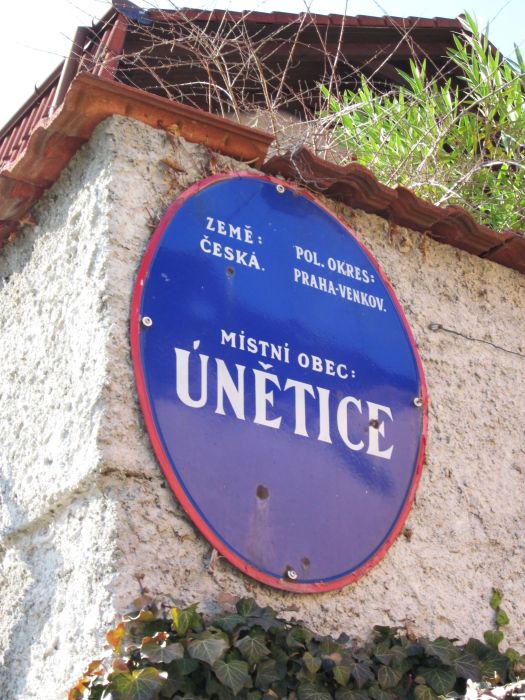 ZEMĚ:
ČESKÁ.
POL. OKRES:
PRAHA-VENKOV.
MÍSTNÍ OBEC:
ÚNĚTICE